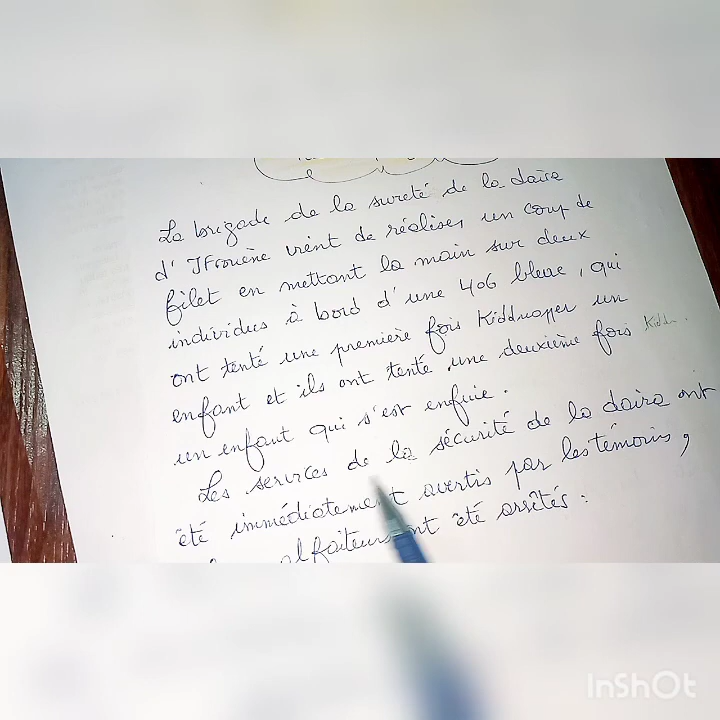 La brigade de la sureté de la daira
d'Ifrouène vient de réaliser un coup de
filet en mettant la main sur deux
individus à bord d'une 406 bleue, qui
ont tenté une première fois Kiddnapper un
enfant et ils ont tenté une deuxième fois Kidd
un enfant qui s'est enfuie.
Les services de la sécurité de la daira ont
été immédiatement avertis par les témoins,
été arrêtés :
InShOt